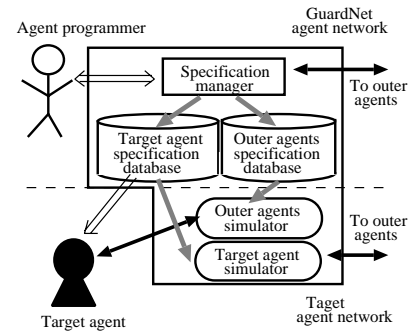 GuardNet
agent network
Agent programmer
Specification
manager
To outer
agents
Target agent
specification
database
Outer agents
specification
database
Outer agents
simulator
To outer
agents
Target agent
simulator
Target agent
Taget
agent network